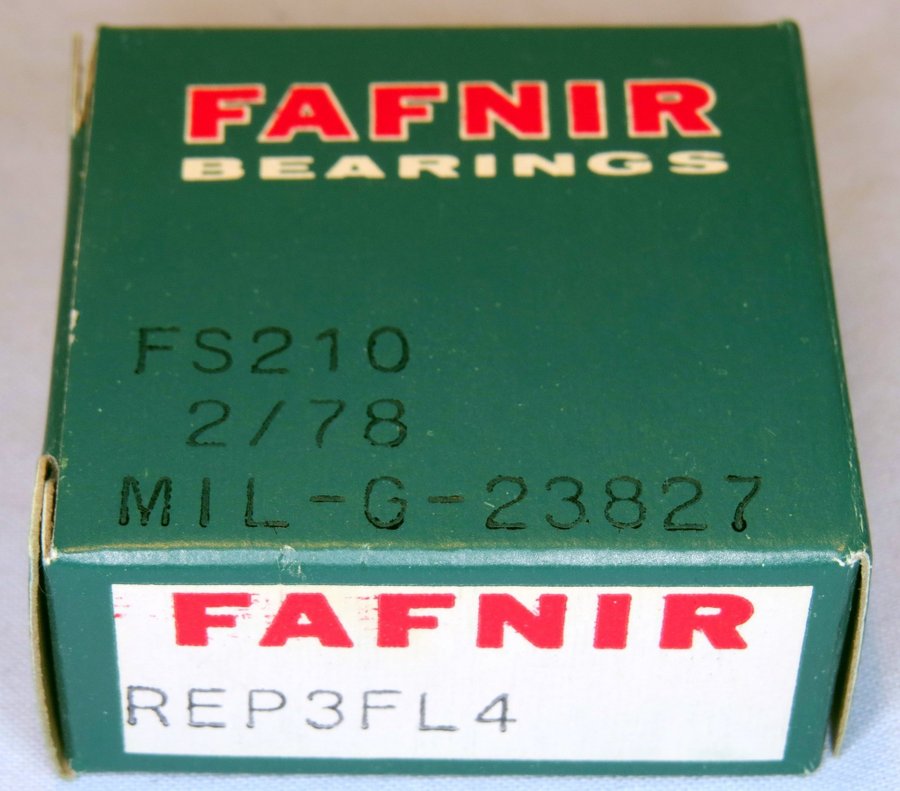 FAFNIR
BEARINGS
FS210
2/78
MIL-G-23827
FAFNIR
REP3FL4